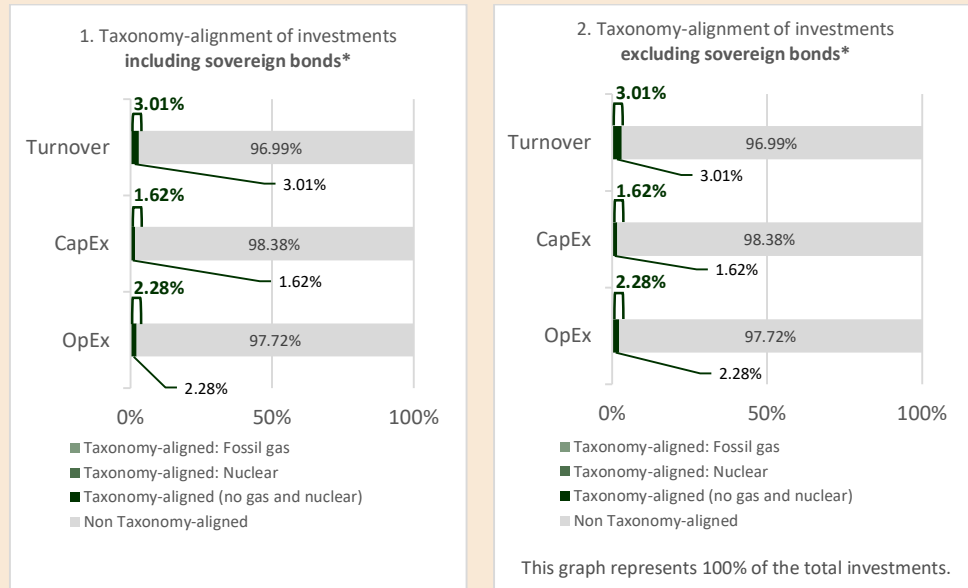 1. Taxonomy-alignment of investments
including sovereign bonds*
3.01%
Turnover
96.99%
3.01%
1.62%
CapEx
98.38%
1.62%
2.28%
OpEx
97.72%
2.28%
0% 50% 100%
Taxonomy-aligned: Fossil gas
Taxonomy-aligned: Nuclear
Taxonomy-aligned (no gas and nuclear)
Non Taxonomy-aligned
2. Taxonomy-alignment of investments
excluding sovereign bonds*
3.01%
Turnover
96.99%
3.01%
1.62%
CapEx
98.38%
1.62%
2.28%
OpEx
97.72%
2.28%
0% 50% 100%
Taxonomy-aligned: Fossil gas
Taxonomy-aligned: Nuclear
Taxonomy-aligned (no gas and nuclear)
Non Taxonomy-aligned
This graph represents 100% of the total investments.